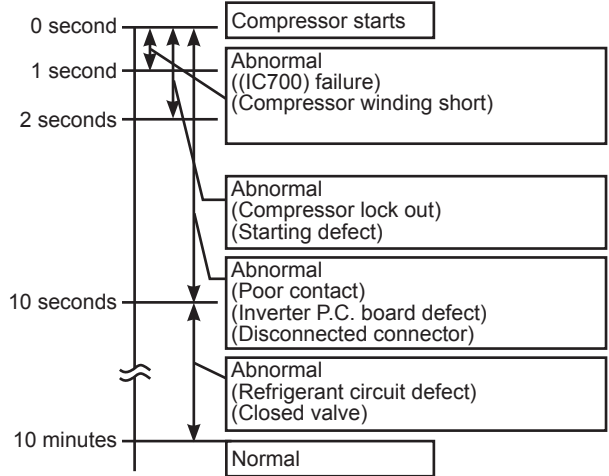 0 second
Compressor starts
1 second
Abnormal
((IC700) failure)
(Compressor winding short)
2 seconds
Abnormal
(Compressor lock out)
(Starting defect)
Abnormal
(Poor contact)
10 seconds
(Inverter P.C. board defect)
(Disconnected connector)
Abnormal
(Refrigerant circuit defect)
(Closed valve)
10 minutes
Normal